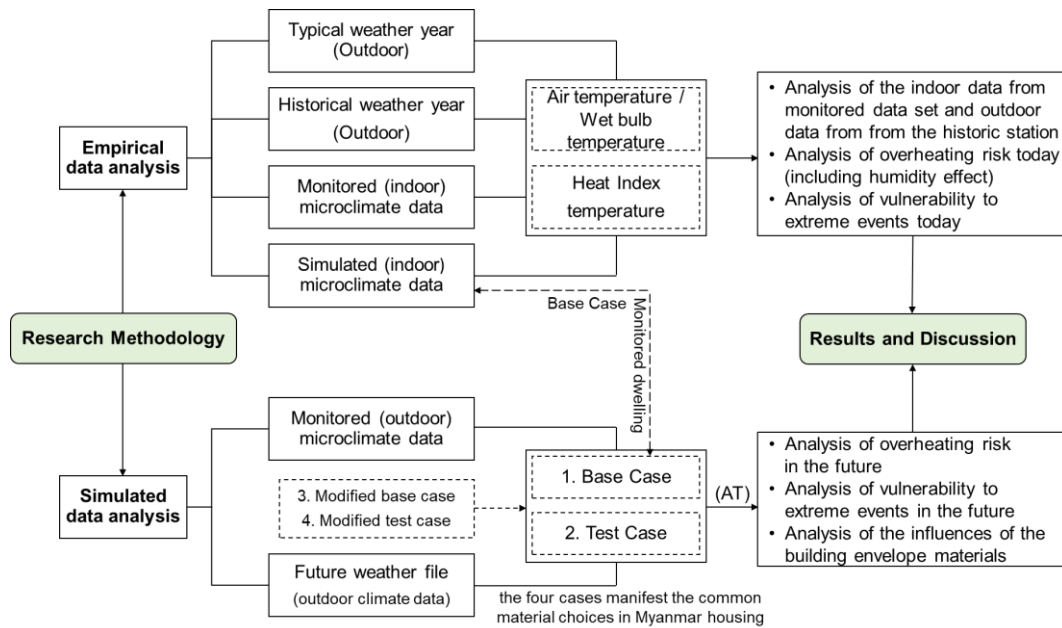 Typical weather year
(Outdoor)
Historical weather year
(Outdoor)
Empirical
data analysis
Monitored (indoor)
microclimate data
Simulated (indoor)
microclimate data
Air temperature /
Wet bulb
temperature
Heat Index
temperature
• Analysis of the indoor data from
monitored data set and outdoor
data from from the historic station
• Analysis of overheating risk today
(including humidity effect)
• Analysis of vulnerability to
extreme events today
Base Case
Monitored
dwelling
Research Methodology
Results and Discussion
Monitored (outdoor)
microclimate data
Simulated
data analysis
3. Modified base case
4. Modified test case
Future weather file
(outdoor climate data)
1. Base Case
2. Test Case
(AT)
the four cases manifest the common
material choices in Myanmar housing
• Analysis of overheating risk
in the future
• Analysis of vulnerability to
extreme events in the future
• Analysis of the influences of the
building envelope materials